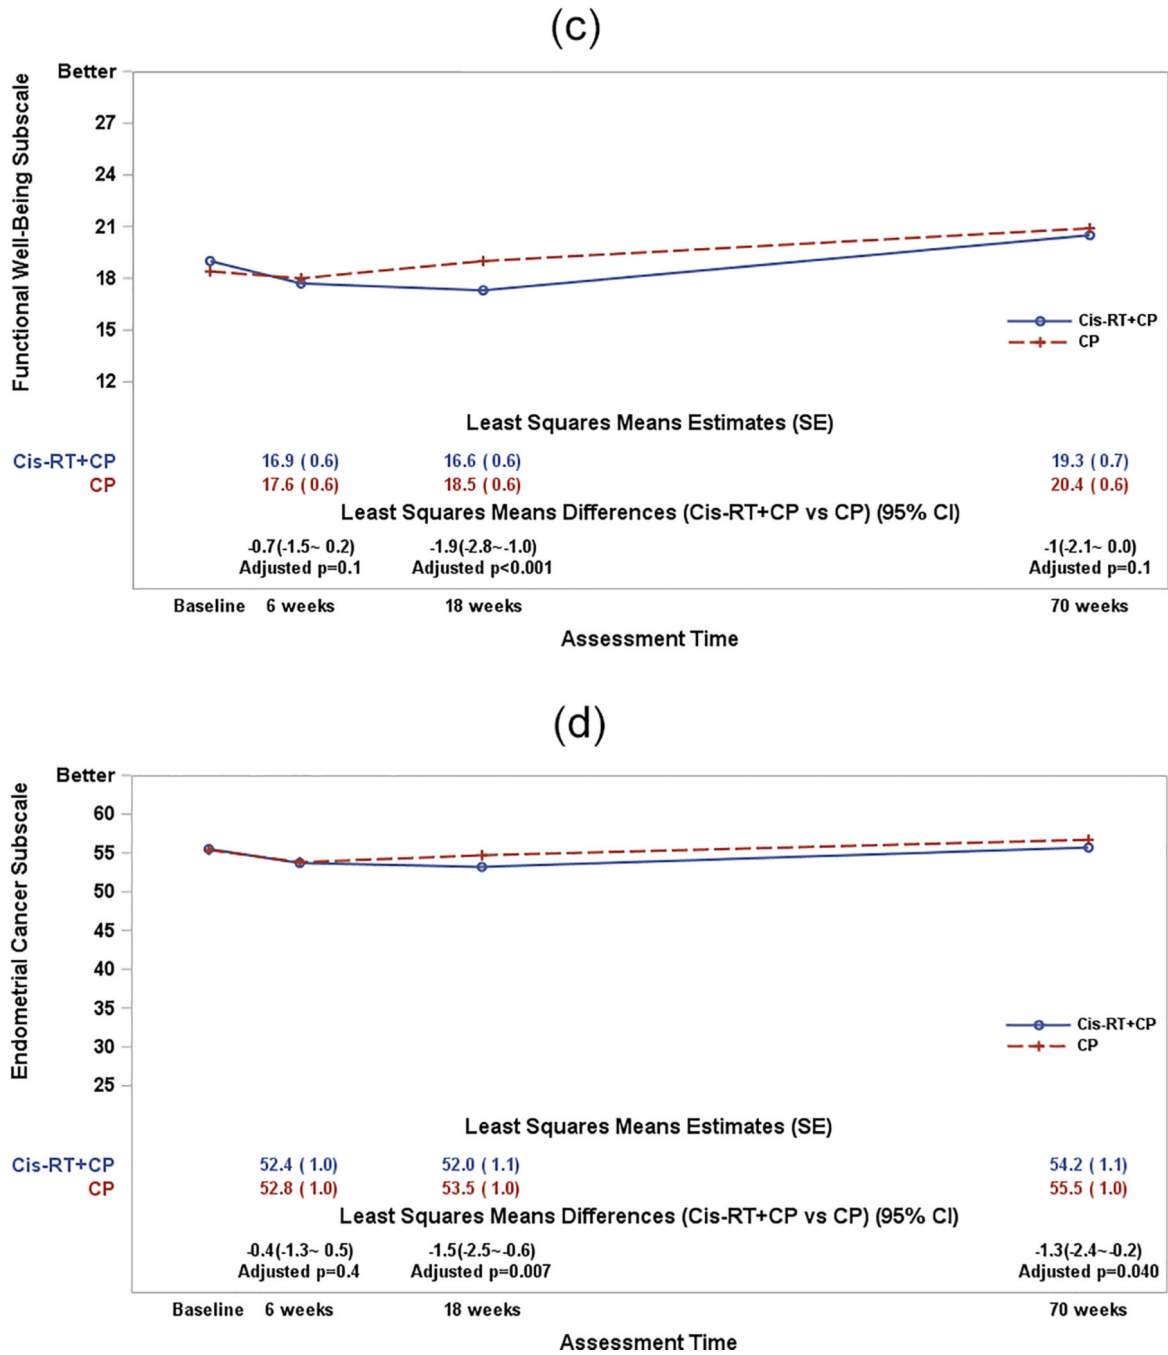 (c)
Better
Functional Well-Being Subscale
27
24
21
18
15
12
Cis-RT+CP
CP
Least Squares Means Estimates (SE)
Cis-RT+CP 16.9 ( 0.6) 16.6 ( 0.6) 19.3 ( 0.7)
CP 17.6 ( 0.6) 18.5 ( 0.6) 20.4 ( 0.6)
Least Squares Means Differences (Cis-RT+CP vs CP) (95% CI)
-0.7(-1.5~ 0.2) -1.9(-2.8~-1.0) -1(-2.1~ 0.0)
Adjusted p=0.1 Adjusted p<0.001 Adjusted p=0.1
Baseline 6 weeks 18 weeks 70 weeks
Assessment Time
(d)
Better
Endometrial Cancer Subscale
60
55
50
45
40
35
30
25
Cis-RT+CP
CP
Least Squares Means Estimates (SE)
Cis-RT+CP 52.4 ( 1.0) 52.0 ( 1.1) 54.2 ( 1.1)
CP 52.8 ( 1.0) 53.5 ( 1.0) 55.5 ( 1.0)
Least Squares Means Differences (Cis-RT+CP vs CP) (95% CI)
-0.4(-1.3~ 0.5) -1.5(-2.5~-0.6) -1.3(-2.4~-0.2)
Adjusted p=0.4 Adjusted p=0.007 Adjusted p=0.040
Baseline 6 weeks 18 weeks 70 weeks
Assessment Time